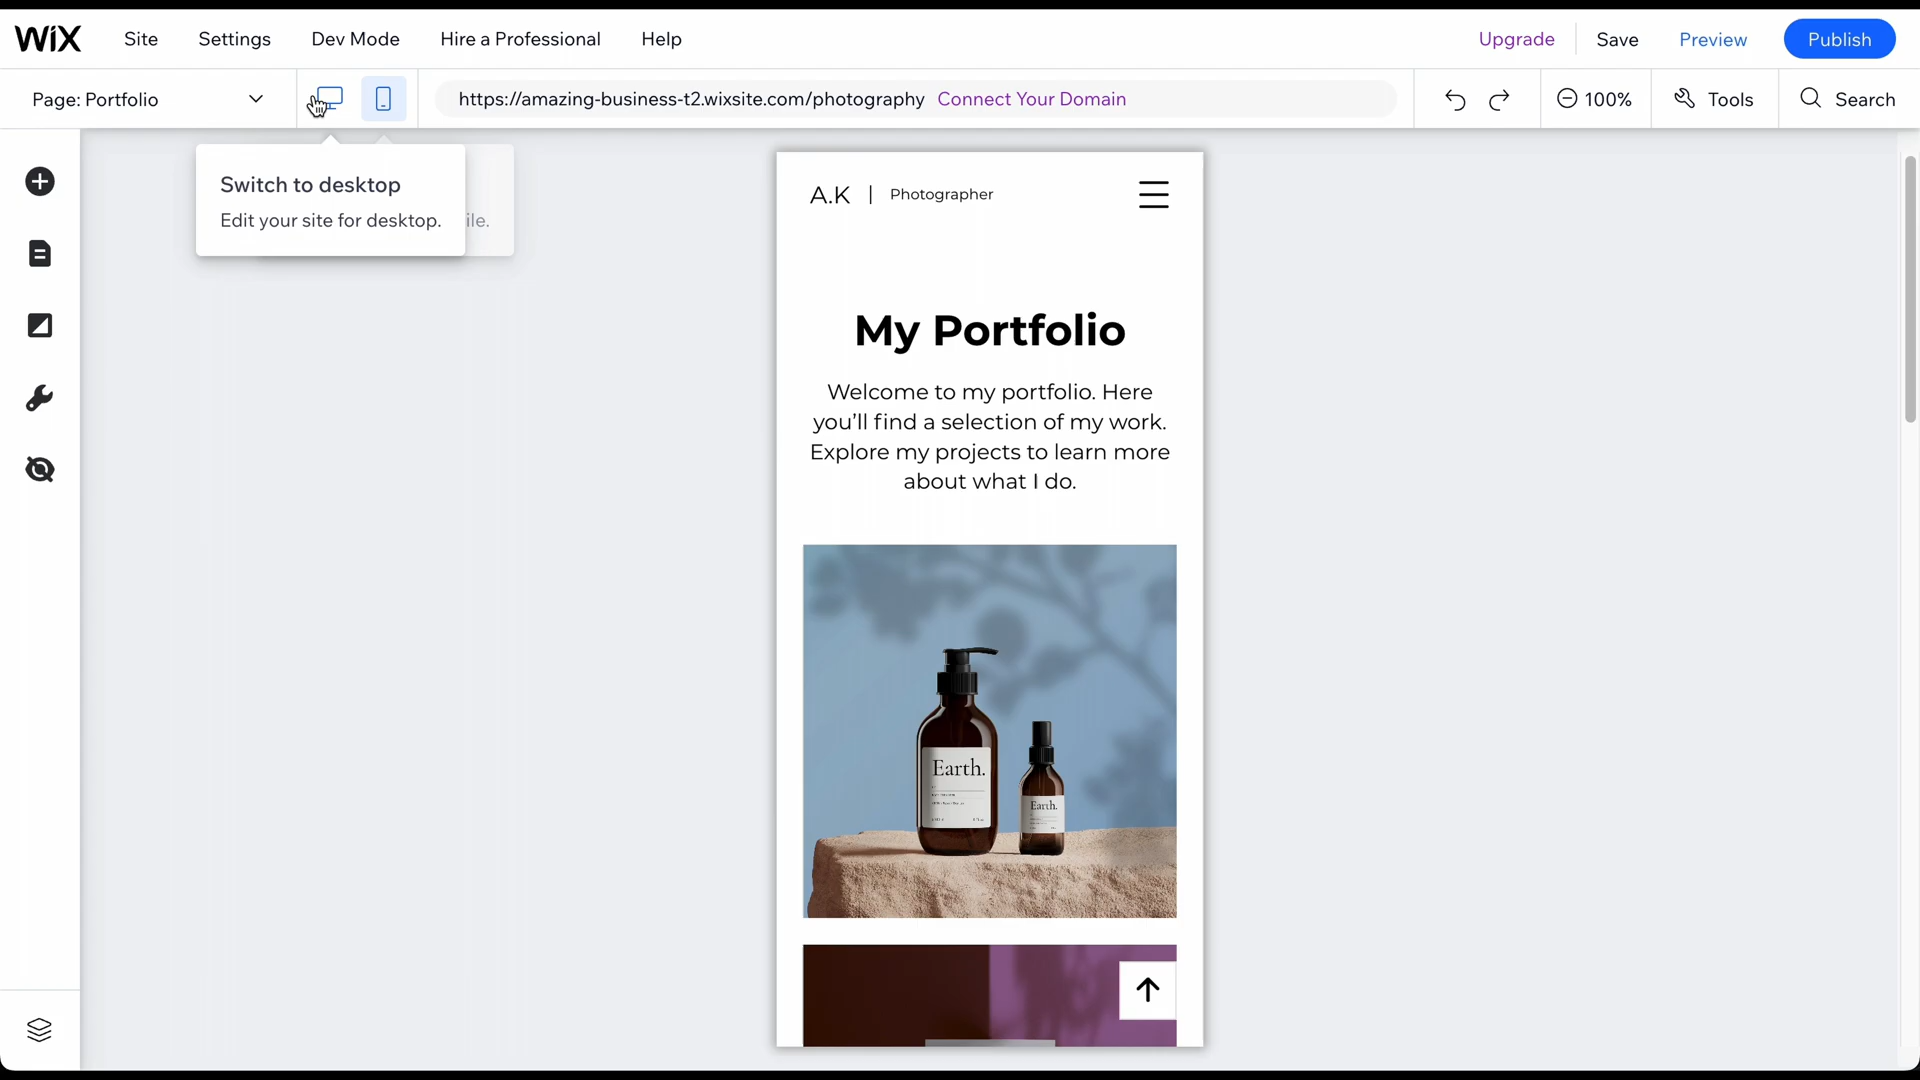 WiX
Site
Settings
Dev Mode
Hire a Professional
Help
Upgrade
Save
Preview
Publish
Page: Portfolio
https://amazing-business-t2.wixsite.com/photography
Connect Your Domain
100%
Tools
Search
Switch to desktop
Edit your site for desktop.
ile.
A.K | Photographer
My Portfolio
Welcome to my portfolio. Here
you'll find a selection of my work.
Explore my projects to learn more
about what I do.
Earth.
Earth.